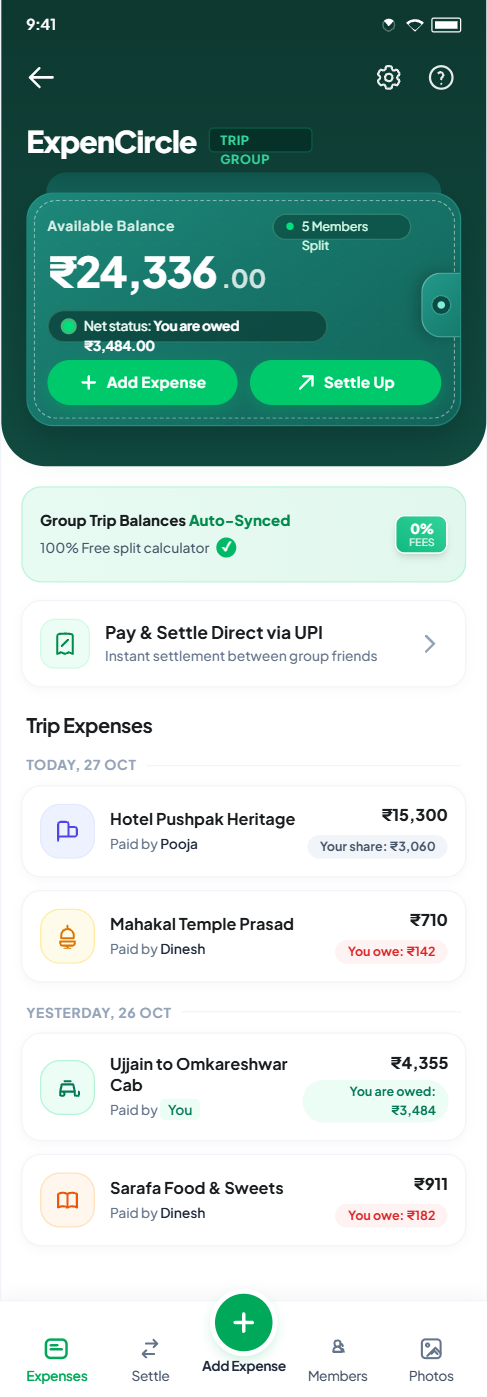 9:41
ExpenCircle
TRIP
GROUP
Available Balance
5 Members
Split
₹24,336.00
Net status: You are owed
₹3,484.00
Add Expense
Settle Up
Group Trip Balances Auto-Synced
100% Free split calculator
0%
FEES
Pay & Settle Direct via UPI
Instant settlement between group friends
Trip Expenses
TODAY, 27 OCT
Hotel Pushpak Heritage
₹15,300
Paid by Pooja
Your share: ₹3,060
Mahakal Temple Prasad
₹710
Paid by Dinesh
You owe: ₹142
YESTERDAY, 26 OCT
Ujjain to Omkareshwar
Cab
₹4,355
Paid by You
You are owed:
₹3,484
Sarafa Food & Sweets
₹911
Paid by Dinesh
You owe: ₹182
Expenses
Settle
Add Expense
Members
Photos